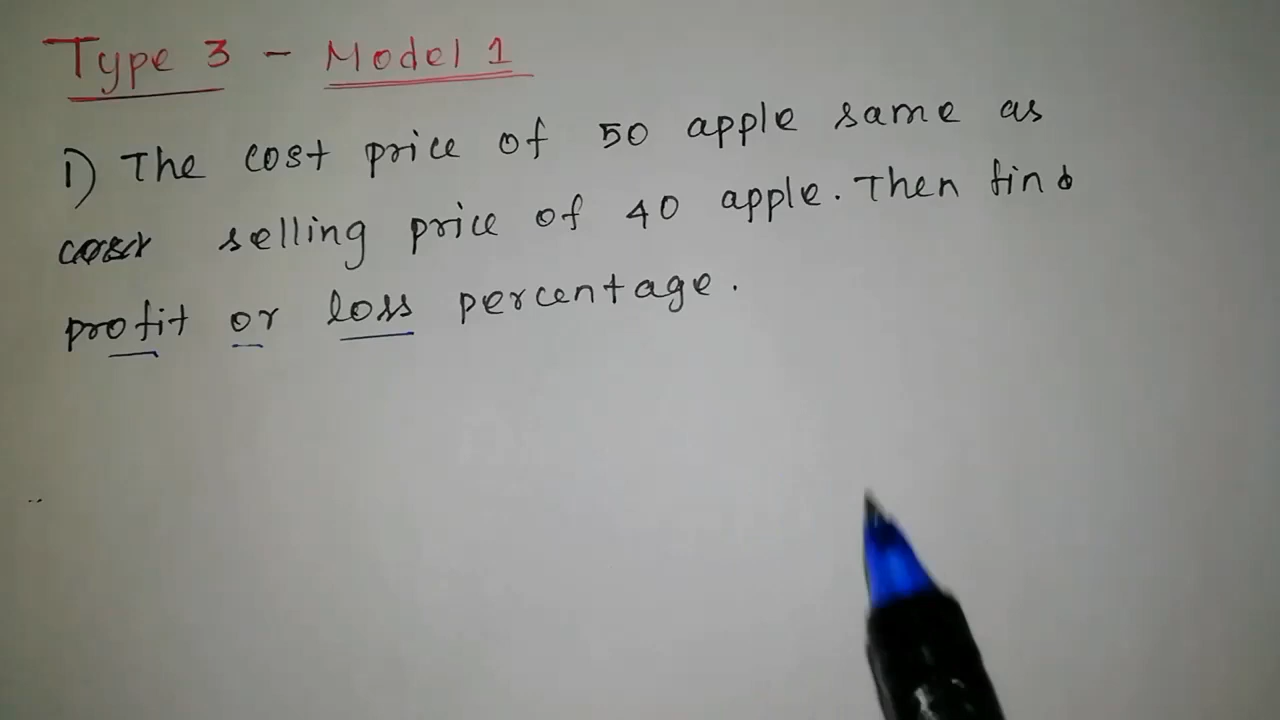 Type 3 - Model 1
1) The cost price of 50 apple same as
selling price of 40 apple. Then find
profit or loss percentage.